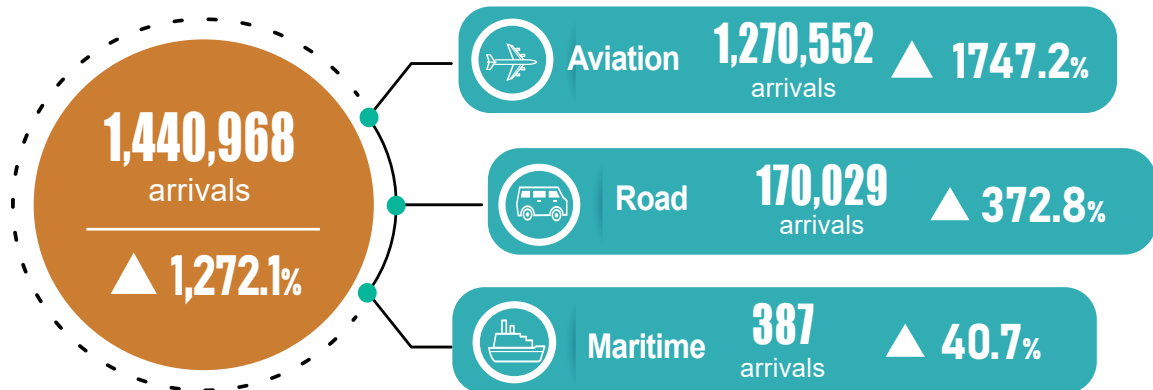 1,440,968
arrivals
1,272.1%
Aviation
1,270,552
arrivals
1747.2%
Road
170,029
arrivals
372.8%
Maritime
387
arrivals
40.7%